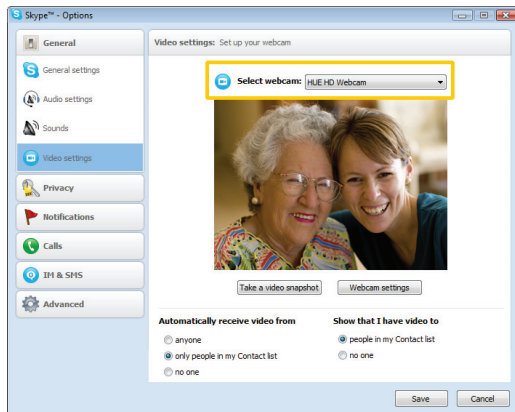 Skype™ - Options
General
General settings
Audio settings
Sounds
Video settings
Privacy
Notifications
Calls
IM & SMS
Advanced
Video settings: Set up your webcam
Select webcam: HUE HD Webcam
Take a video snapshot
Webcam settings
Automatically receive video from
anyone
only people in my Contact list
no one
Show that I have video to
people in my Contact list
no one
Save
Cancel